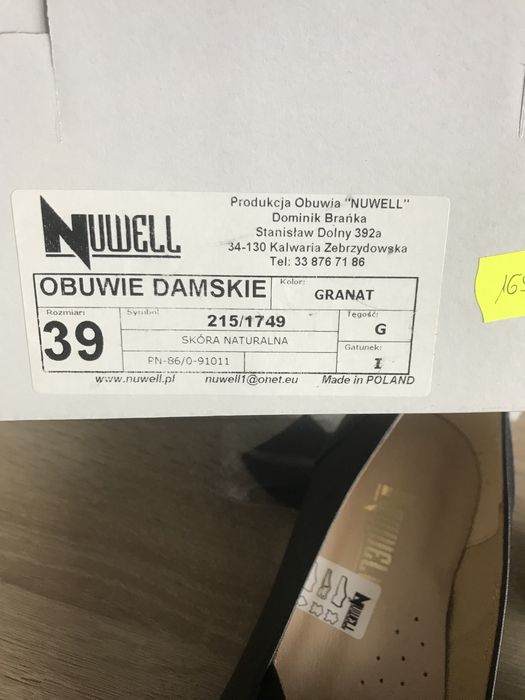 NUWELL
Produkcja Obuwia "NUWELL"
Dominik Brańka
Stanisław Dolny 392a
34-130 Kalwaria Zebrzydowska
Tel: 33 876 71 86
OBUWIE DAMSKIE
Kolor:
GRANAT
Rozmiar:
39
Symbol
215/1749
SKÓRA NATURALNA
PN-86/0-91011
Tęgość:
G
Gatunek:
I
www.nuwell.pl nuwell1@onet.eu Made in POLAND
NUWELL
NUWELL